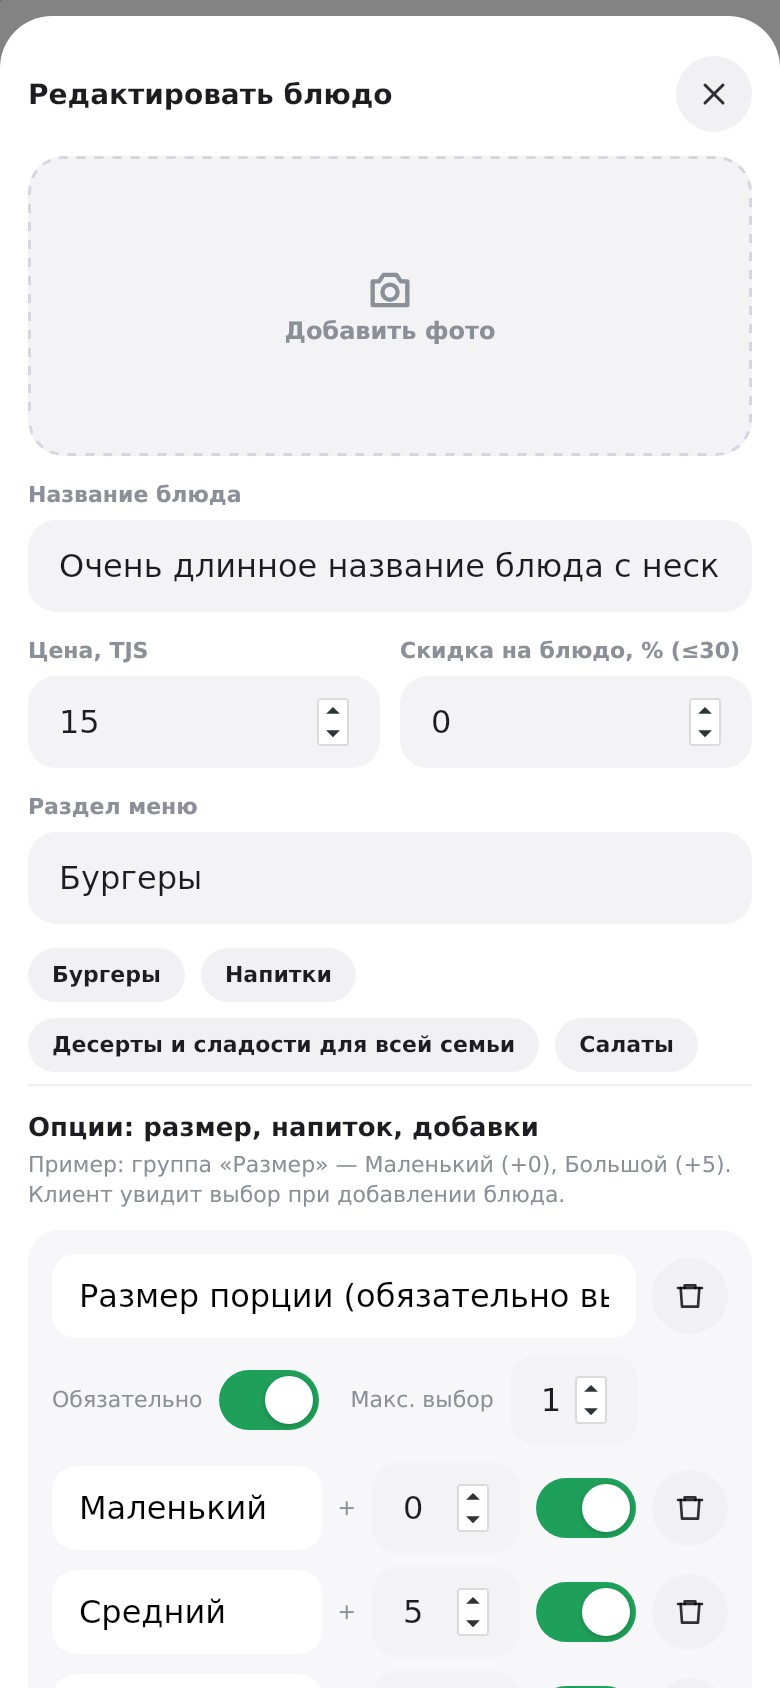 Редактировать блюдо
Добавить фото
Название блюда
Очень длинное название блюда с неск
Цена, TJS
Скидка на блюдо, % (≤30)
15
0
Раздел меню
Бургеры
Бургеры
Напитки
Десерты и сладости для всей семьи
Салаты
Опции: размер, напиток, добавки
Пример: группа «Размер» — Маленький (+0), Большой (+5).
Клиент увидит выбор при добавлении блюда.
Размер порции (обязательно
Обязательно
Макс. выбор
1
Маленький
+
0
Средний
+
5